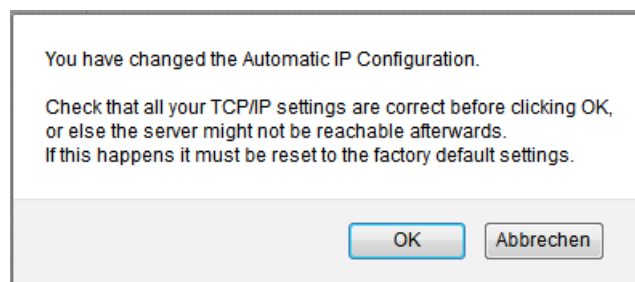 You have changed the Automatic IP Configuration.
Check that all your TCP/IP settings are correct before clicking OK,
or else the server might not be reachable afterwards.
If this happens it must be reset to the factory default settings.
OK Abbrechen